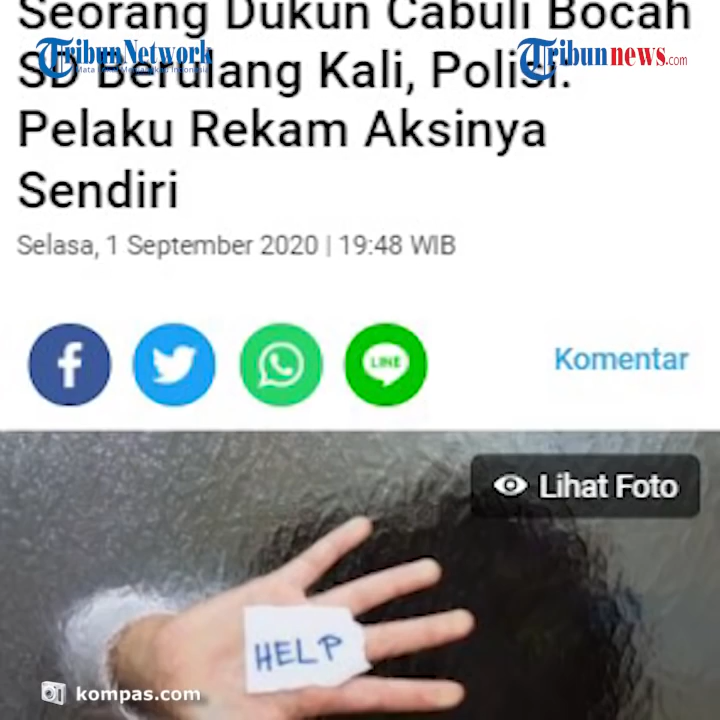 Seorang Dukun Cabuli Bocah
TribunNetwork
Tribunnews.com
SD Berulang Kali, Polisi:
Pelaku Rekam Aksinya
Sendiri
Selasa, 1 September 2020 | 19:48 WIB
f
LINE
Komentar
Lihat Foto
HELP
kompas.com